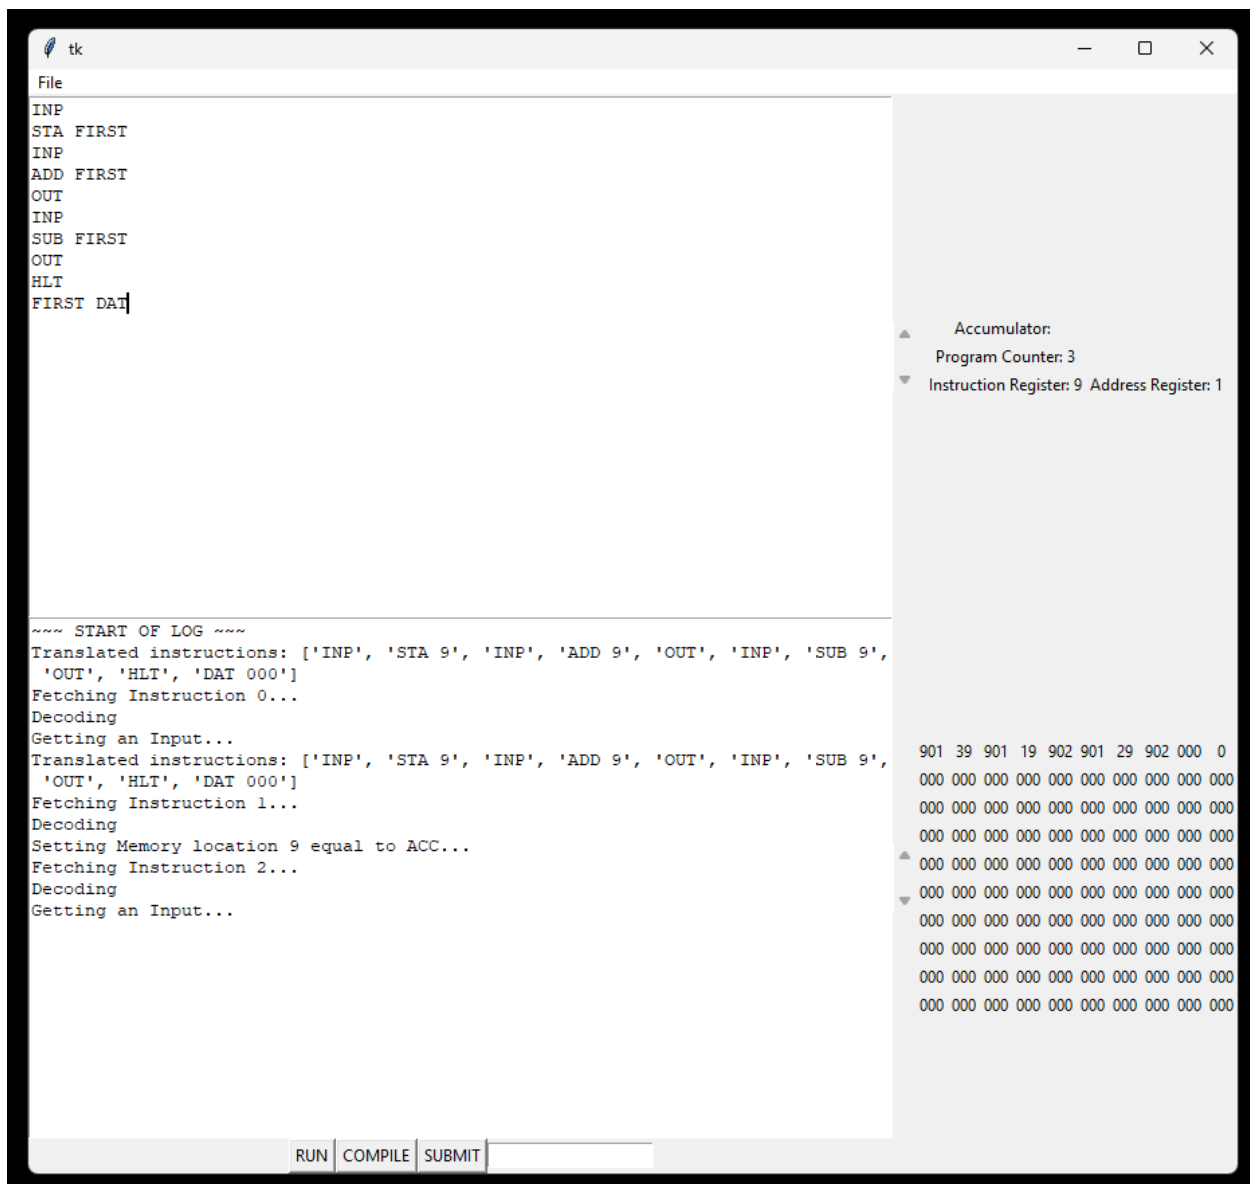 tk
File
INP
STA FIRST
INP
ADD FIRST
OUT
INP
SUB FIRST
OUT
HLT
FIRST DAT
Accumulator:
Program Counter: 3
Instruction Register: 9 Address Register: 1
~~~ START OF LOG ~~~
Translated instructions: ['INP', 'STA 9', 'INP', 'ADD 9', 'OUT', 'INP', 'SUB 9',
'OUT', 'HLT', 'DAT 000']
Fetching Instruction 0...
Decoding
Getting an Input...
Translated instructions: ['INP', 'STA 9', 'INP', 'ADD 9', 'OUT', 'INP', 'SUB 9',
'OUT', 'HLT', 'DAT 000']
Fetching Instruction 1...
Decoding
Setting Memory location 9 equal to ACC...
Fetching Instruction 2...
Decoding
Getting an Input...
901 39 901 19 902 901 29 902 000 0
000 000 000 000 000 000 000 000 000 000
000 000 000 000 000 000 000 000 000 000
000 000 000 000 000 000 000 000 000 000
000 000 000 000 000 000 000 000 000 000
000 000 000 000 000 000 000 000 000 000
000 000 000 000 000 000 000 000 000 000
000 000 000 000 000 000 000 000 000 000
000 000 000 000 000 000 000 000 000 000
000 000 000 000 000 000 000 000 000 000
RUN COMPILE SUBMIT